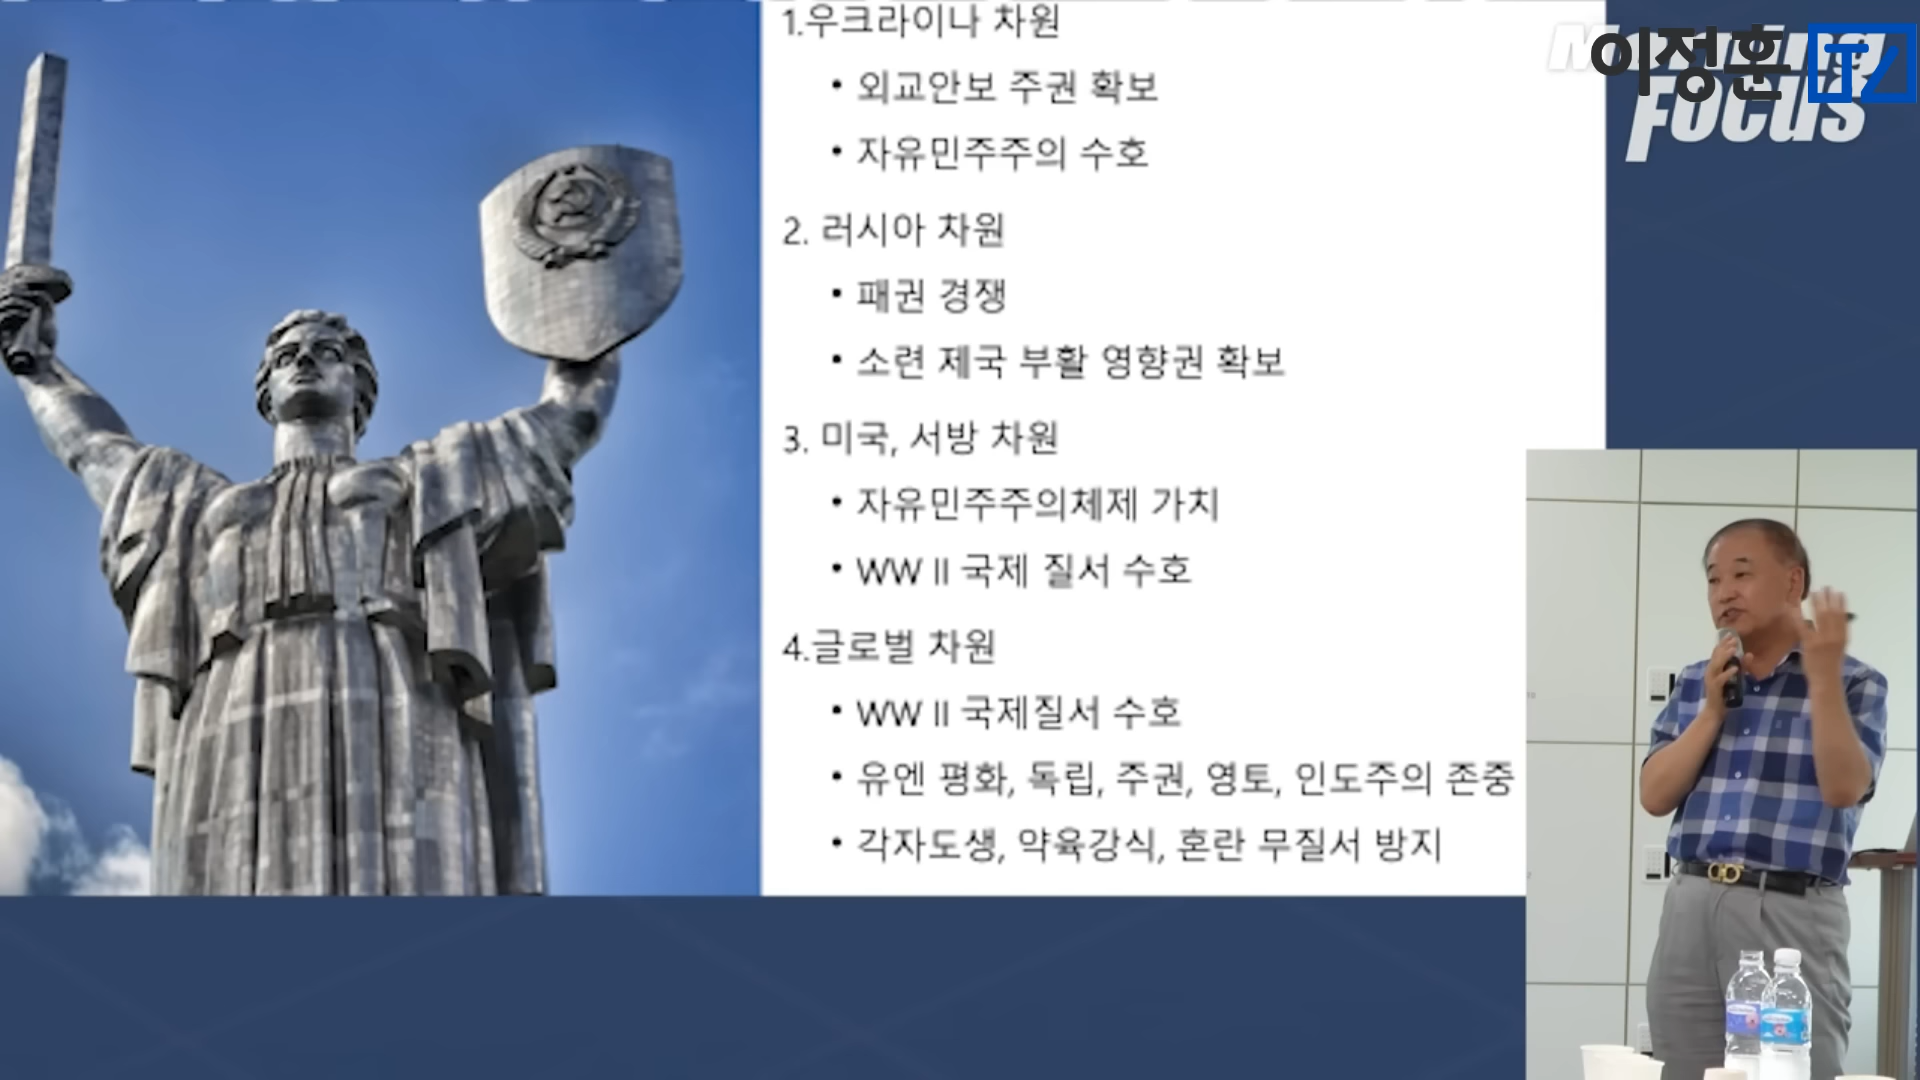 1.우크라이나 차원
• 외교안보 주권 확보
• 자유민주주의 수호
2. 러시아 차원
• 패권 경쟁
• 소련 제국 부활 영향권 확보
3. 미국, 서방 차원
• 자유민주주의체제 가치
• WW II 국제 질서 수호
4.글로벌 차원
• WW II 국제질서 수호
• 유엔 평화, 독립, 주권, 영토, 인도주의 존중
• 각자도생, 약육강식, 혼란 무질서 방지
이정훈 TV
Morning
Focus